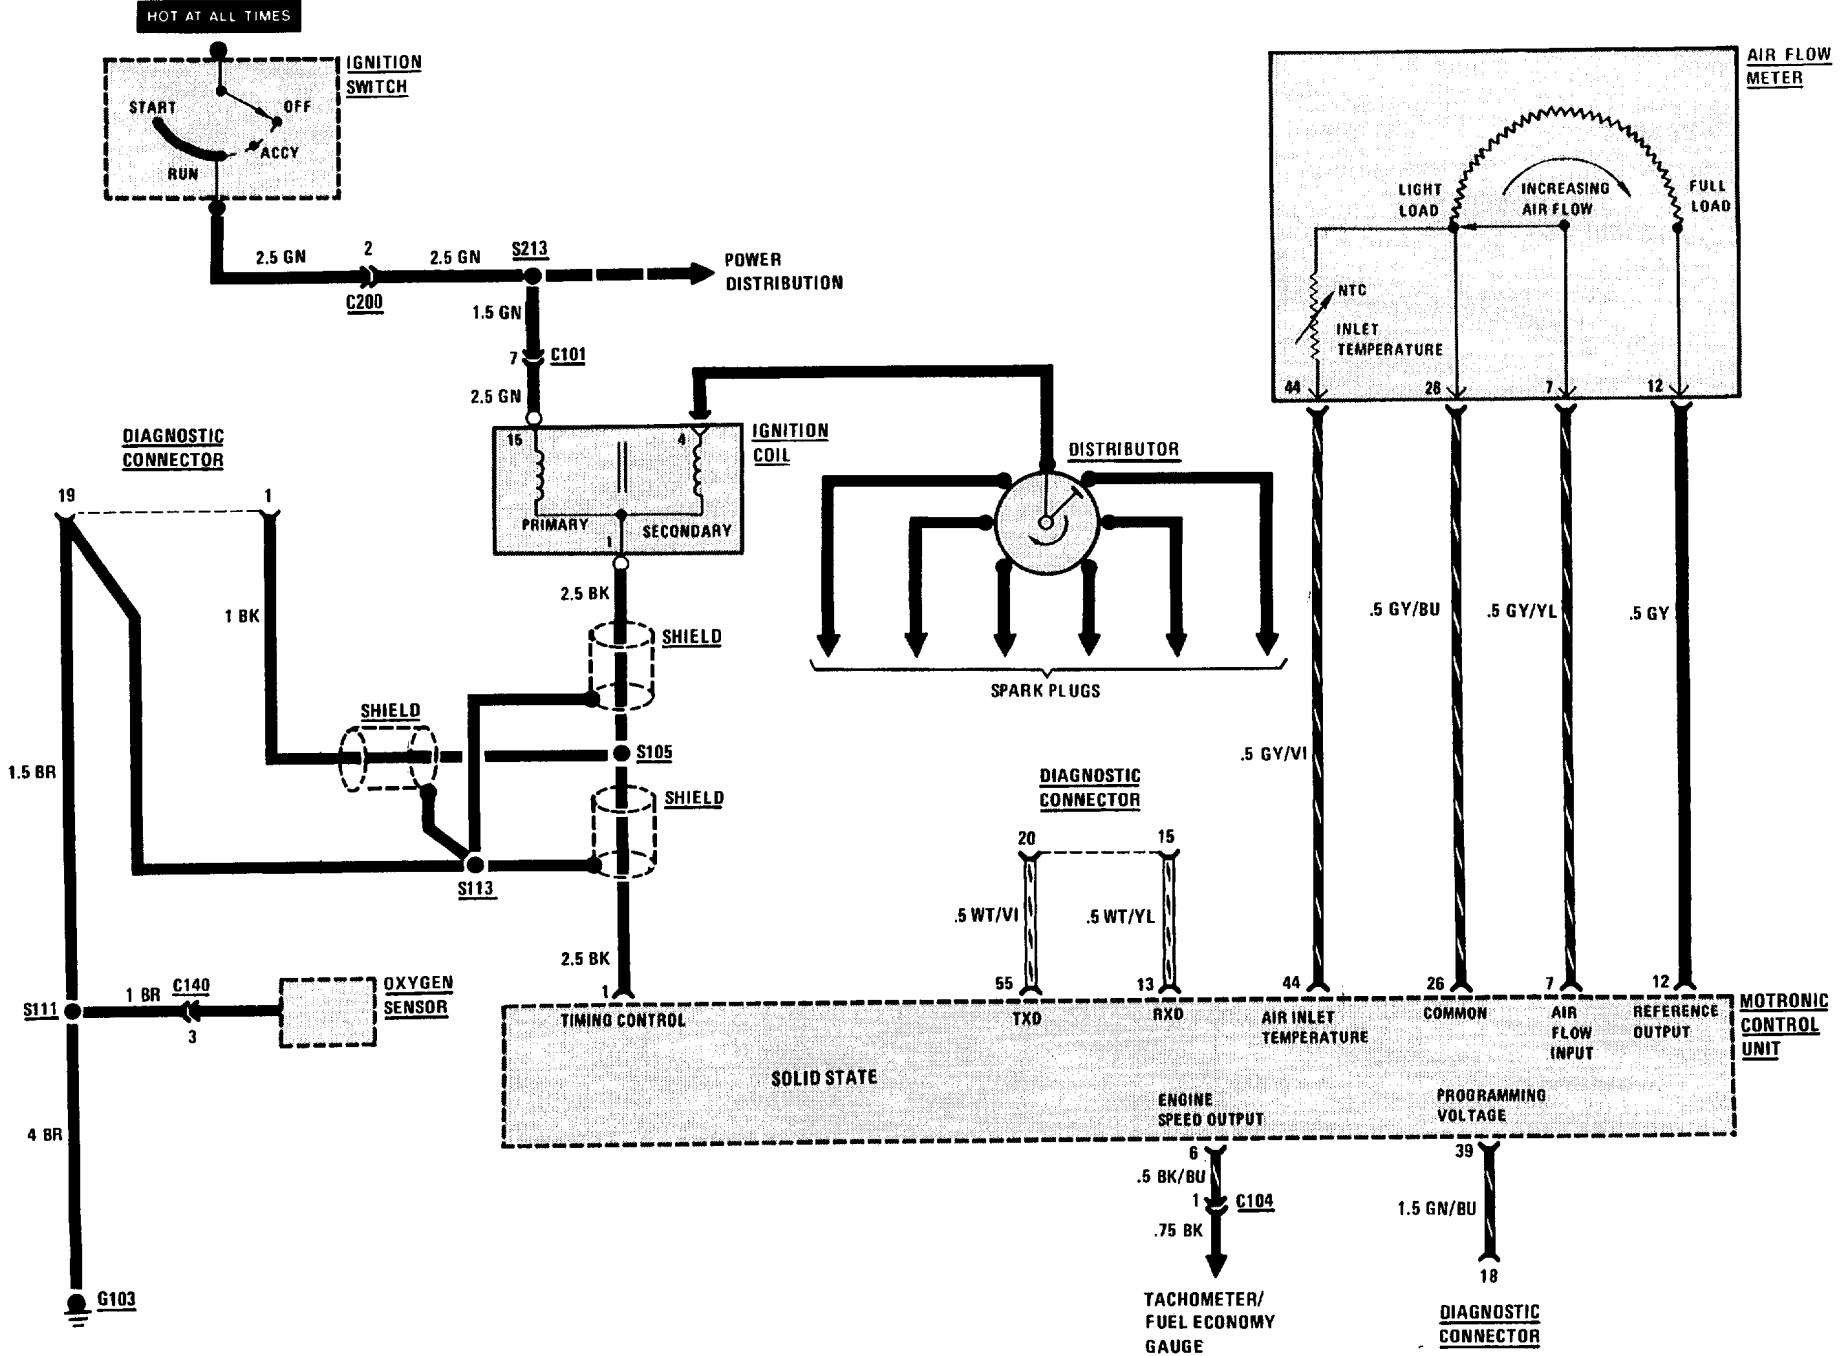 HOT AT ALL TIMES
IGNITION
SWITCH
START
OFF
ACCY
RUN
2.5 GN
2
2.5 GN
S213
C200
POWER
DISTRIBUTION
1.5 GN
7
C101
2.5 GN
AIR FLOW
METER
LIGHT
LOAD
INCREASING
AIR FLOW
FULL
LOAD
NTC
INLET
TEMPERATURE
44
28
7
12
DIAGNOSTIC
CONNECTOR
19
1
15
4
IGNITION
COIL
PRIMARY
SECONDARY
1
DISTRIBUTOR
SPARK PLUGS
2.5 BK
1 BK
SHIELD
SHIELD
S105
SHIELD
S113
2.5 BK
1
1.5 BR
S111
1 BR
C140
3
OXYGEN
SENSOR
4 BR
G103
.5 GY/VI
.5 GY/BU
.5 GY/YL
.5 GY
DIAGNOSTIC
CONNECTOR
20
15
.5 WT/VI
.5 WT/YL
55
13
44
26
7
12
MOTRONIC
CONTROL
UNIT
TIMING CONTROL
TXD
RXD
AIR INLET
TEMPERATURE
COMMON
AIR
FLOW
INPUT
REFERENCE
OUTPUT
SOLID STATE
ENGINE
SPEED OUTPUT
PROGRAMMING
VOLTAGE
6
.5 BK/BU
1
C104
.75 BK
TACHOMETER/
FUEL ECONOMY
GAUGE
39
1.5 GN/BU
18
DIAGNOSTIC
CONNECTOR